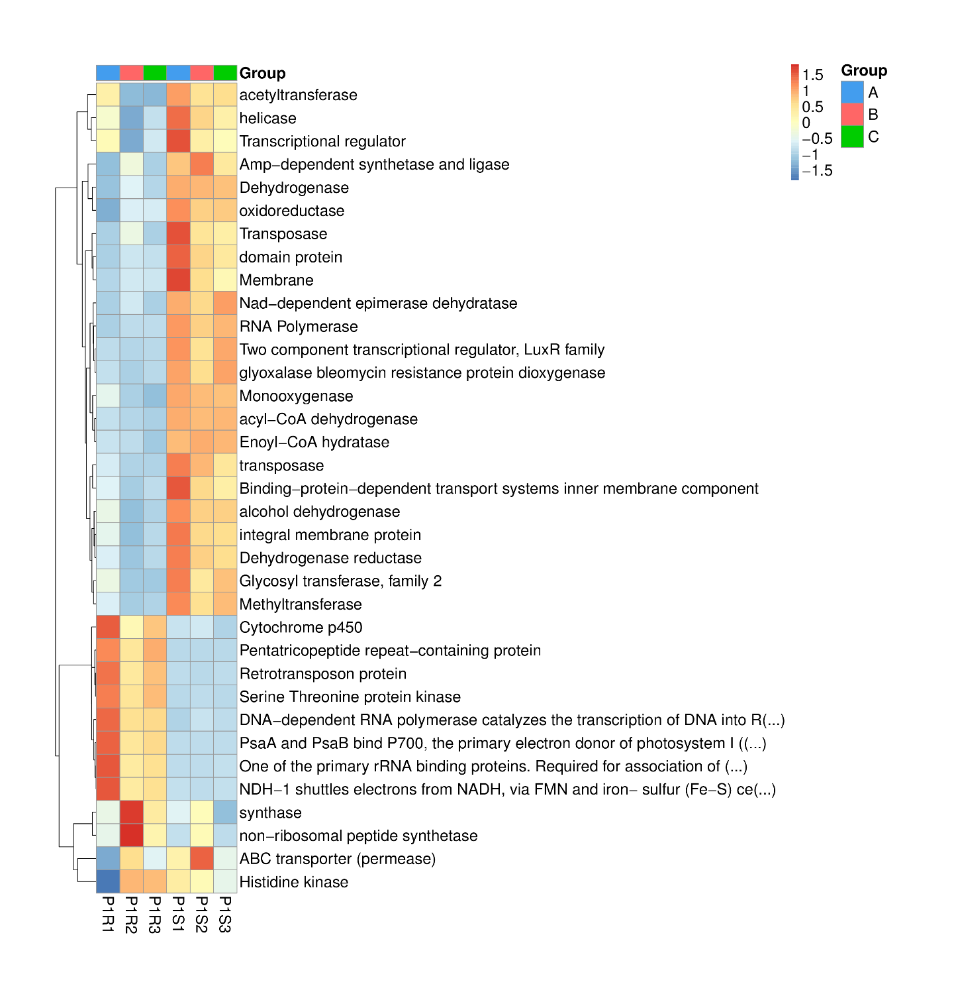 Group
acetyltransferase
helicase
Transcriptional regulator
Amp−dependent synthetase and ligase
Dehydrogenase
oxidoreductase
Transposase
domain protein
Membrane
Nad−dependent epimerase dehydratase
RNA Polymerase
Two component transcriptional regulator, LuxR family
glyoxalase bleomycin resistance protein dioxygenase
Monooxygenase
acyl−CoA dehydrogenase
Enoyl−CoA hydratase
transposase
Binding−protein−dependent transport systems inner membrane component
alcohol dehydrogenase
integral membrane protein
Dehydrogenase reductase
Glycosyl transferase, family 2
Methyltransferase
Cytochrome p450
Pentatricopeptide repeat−containing protein
Retrotransposon protein
Serine Threonine protein kinase
DNA−dependent RNA polymerase catalyzes the transcription of DNA into R(...)
PsaA and PsaB bind P700, the primary electron donor of photosystem I ((...)
One of the primary rRNA binding proteins. Required for association of (...)
NDH−1 shuttles electrons from NADH, via FMN and iron− sulfur (Fe−S) ce(...)
synthase
non−ribosomal peptide synthetase
ABC transporter (permease)
Histidine kinase
P1R1
P1R2
P1R3
P1S1
P1S2
P1S3
1.5
1
0.5
0
−0.5
−1
−1.5
Group
A
B
C